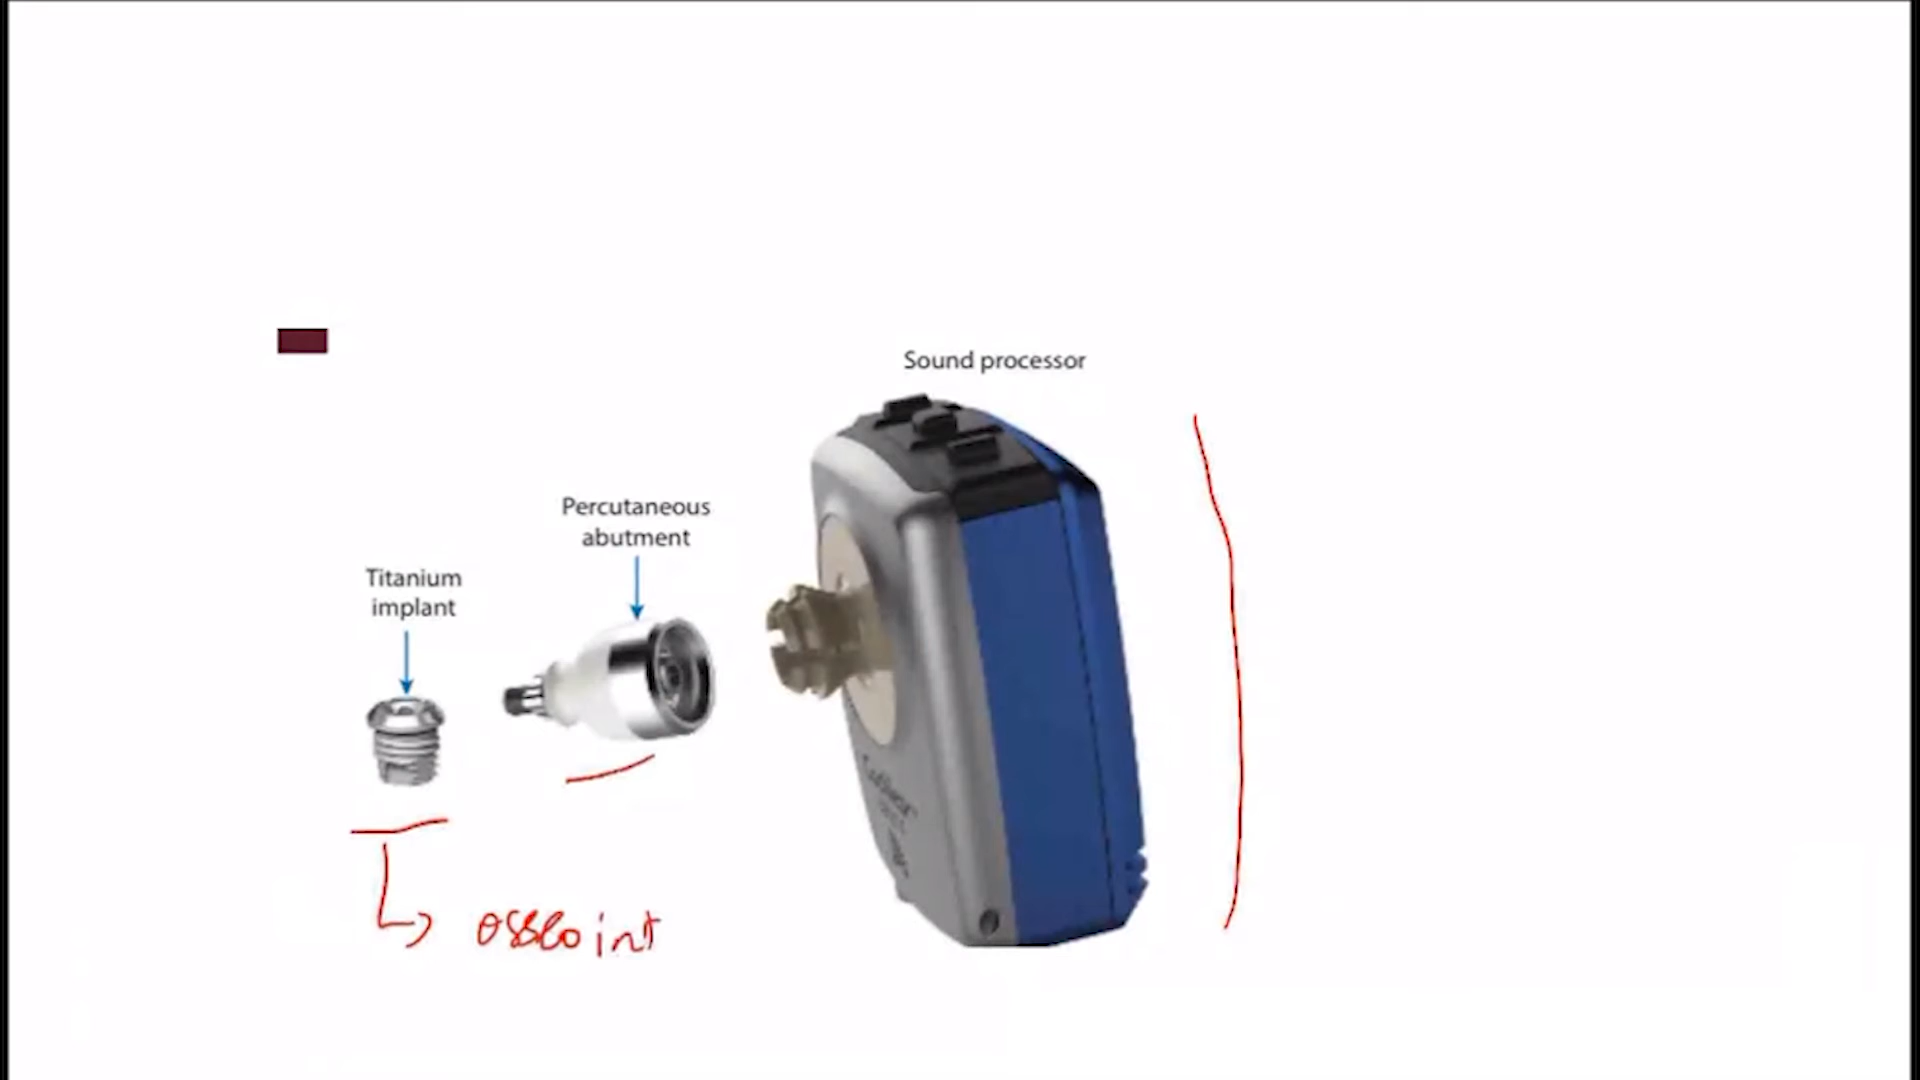 Sound processor
Percutaneous
abutment
Titanium
implant
osseoint